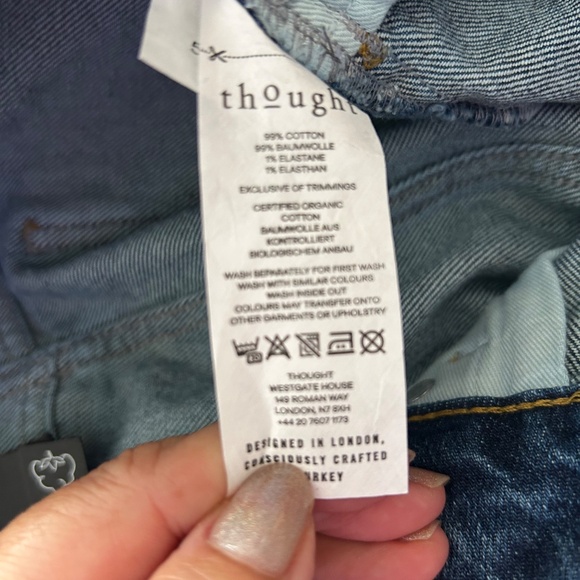 thought
99% COTTON
99% BAUMWOLLE
1% ELASTANE
1% ELASTHAN
EXCLUSIVE OF TRIMMINGS
CERTIFIED ORGANIC
COTTON
BAUMWOLLE AUS
KONTROLLIERT
BIOLOGISCHEM ANBAU
WASH SEPARATELY FOR FIRST WASH
WASH WITH SIMILAR COLOURS
WASH INSIDE OUT
COLOURS MAY TRANSFER ONTO
OTHER GARMENTS OR UPHOLSTRY
THOUGHT
WESTGATE HOUSE
149 ROMAN WAY
LONDON, N7 8XH
+44 20 7607 1173
DESIGNED IN LONDON,
CONSCIOUSLY CRAFTED
RKEY